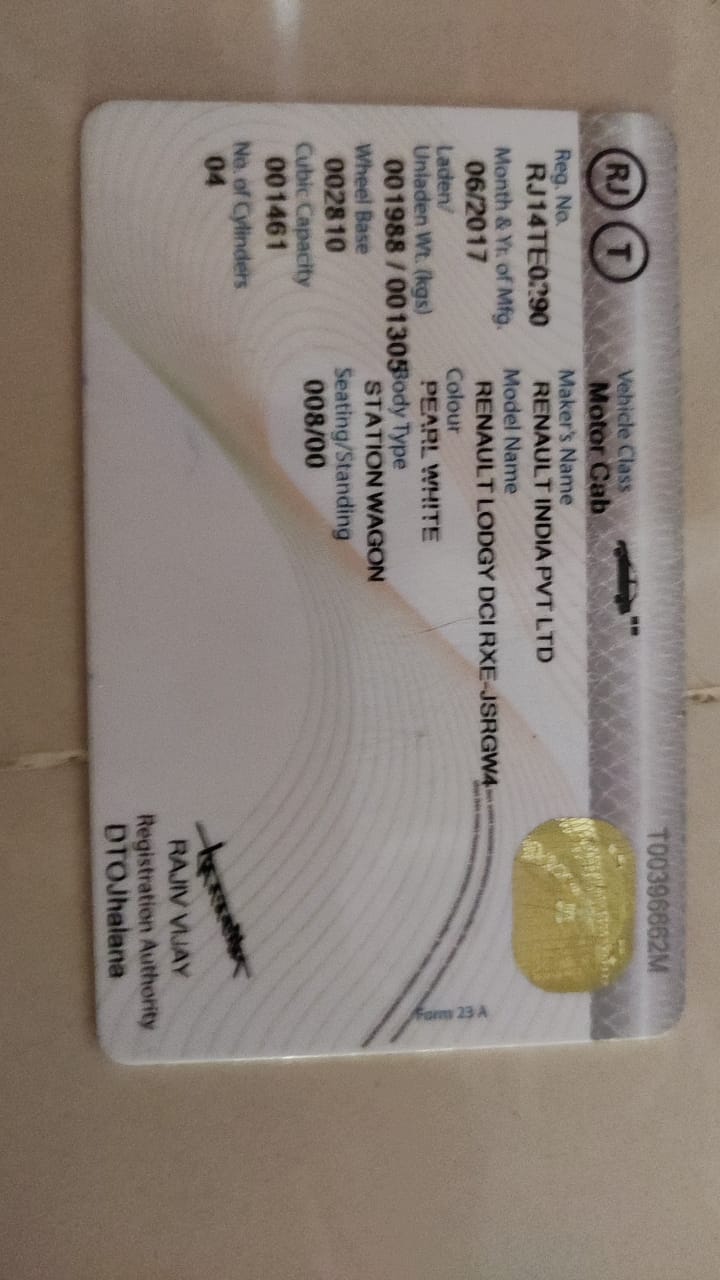 RJ T
Vehicle Class
Motor Cab
T00396662M
Reg. No.
Maker's Name
RENAULT INDIA PVT LTD
Month & Yr. of Mfg.
06/2017
Model Name
RENAULT LODGY DCI RXE-JSRGW4
Laden/
Unladen Wt. (kgs)
001988 / 001305
Colour
PEARL WHITE
Wheel Base
002810
Body Type
STATION WAGON
Cubic Capacity
001461
Seating/Standing
008/00
No. of Cylinders
04
Form 23 A
RAJIV VIJAY
Registration Authority
DTOJhalana